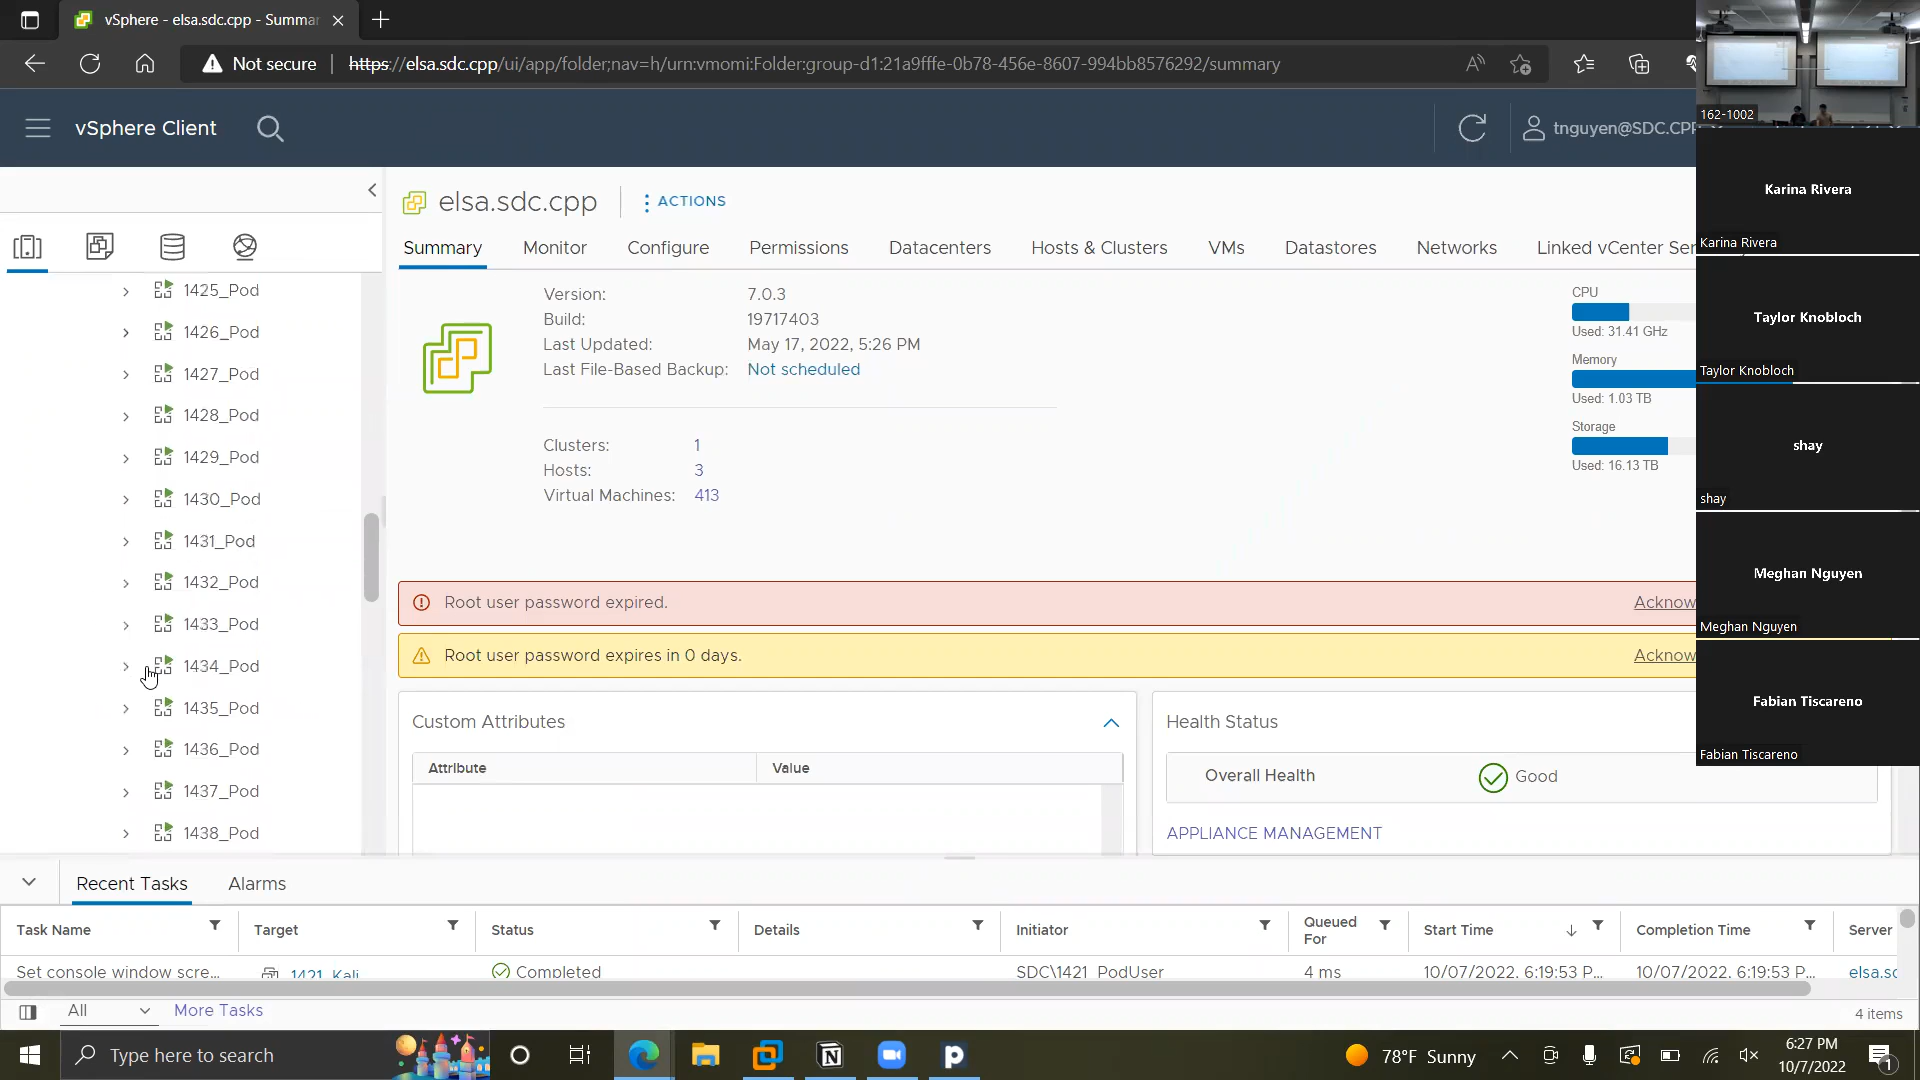 vSphere - elsa.sdc.cpp - Summar
Not secure
https://elsa.sdc.cpp/ui/app/folder;nav=h/urn:vmomi:Folder:group-d1:21a9fffe-0b78-456e-8607-994bb8576292/summary
vSphere Client
tnguyen@SDC.CPP
elsa.sdc.cpp
ACTIONS
Summary Monitor Configure Permissions Datacenters Hosts & Clusters VMs Datastores Networks Linked vCenter Ser
1425_Pod
1426_Pod
1427_Pod
1428_Pod
1429_Pod
1430_Pod
1431_Pod
1432_Pod
1433_Pod
1434_Pod
1435_Pod
1436_Pod
1437_Pod
1438_Pod
Version: 7.0.3
Build: 19717403
Last Updated: May 17, 2022, 5:26 PM
Last File-Based Backup: Not scheduled
Clusters: 1
Hosts: 3
Virtual Machines: 413
CPU
Used: 31.41 GHz
Memory
Used: 1.03 TB
Storage
Used: 16.13 TB
Root user password expired. Acknow
Root user password expires in 0 days. Acknow
Custom Attributes
Attribute Value
Health Status
Overall Health Good
APPLIANCE MANAGEMENT
162-1002
Karina Rivera
Karina Rivera
Taylor Knobloch
Taylor Knobloch
shay
shay
Meghan Nguyen
Meghan Nguyen
Fabian Tiscareno
Fabian Tiscareno
Recent Tasks Alarms
Task Name Target Status Details Initiator Queued For Start Time Completion Time Server
Set console window scre... 1421_Kali Completed SDC\1421_PodUser 4 ms 10/07/2022, 6:19:53 P... 10/07/2022, 6:19:53 P... elsa.sc
All More Tasks 4 items
Type here to search
78°F Sunny
6:27 PM
10/7/2022
1